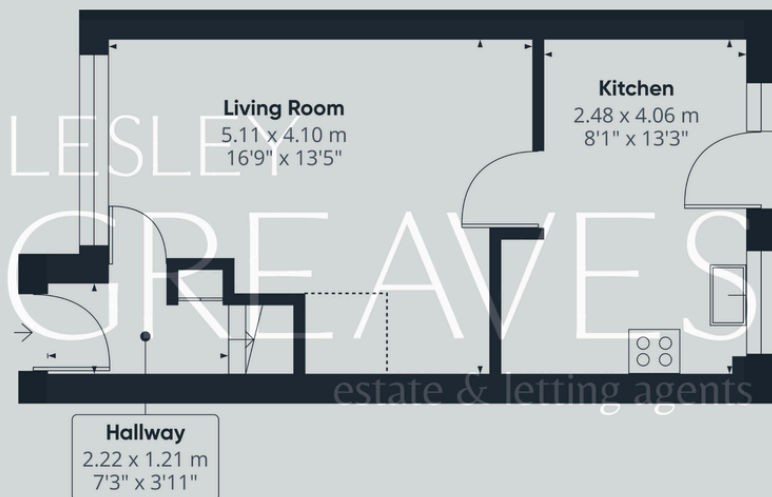 Living Room
5.11 x 4.10 m
16'9" x 13'5"
Kitchen
2.48 x 4.06 m
8'1" x 13'3"
LESLEY
GREAVES
estate & letting agents
Hallway
2.22 x 1.21 m
7'3" x 3'11"